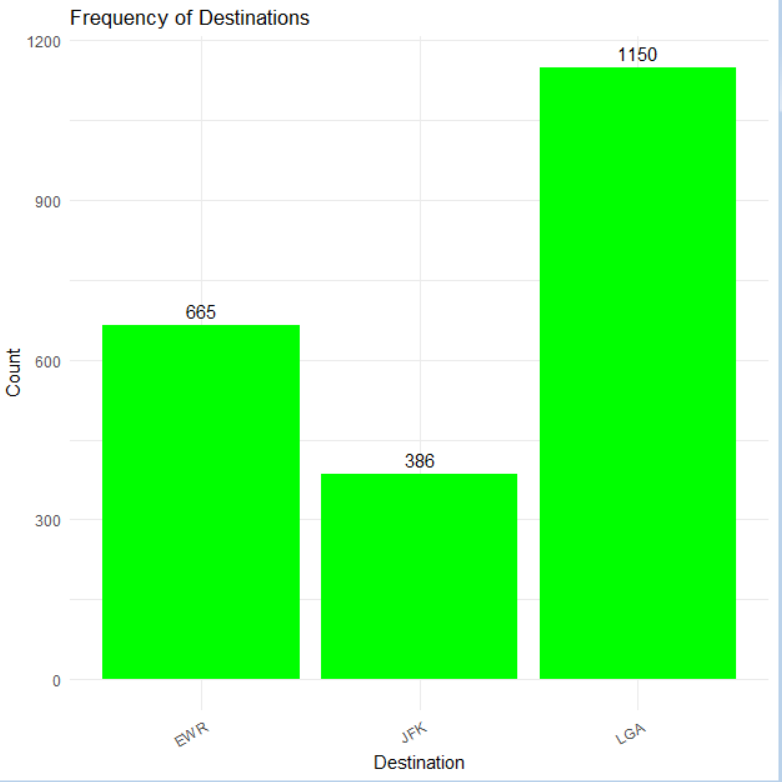 Frequency of Destinations
1200
1150
900
665
600
Count
386
300
0
EWR
JFK
LGA
Destination